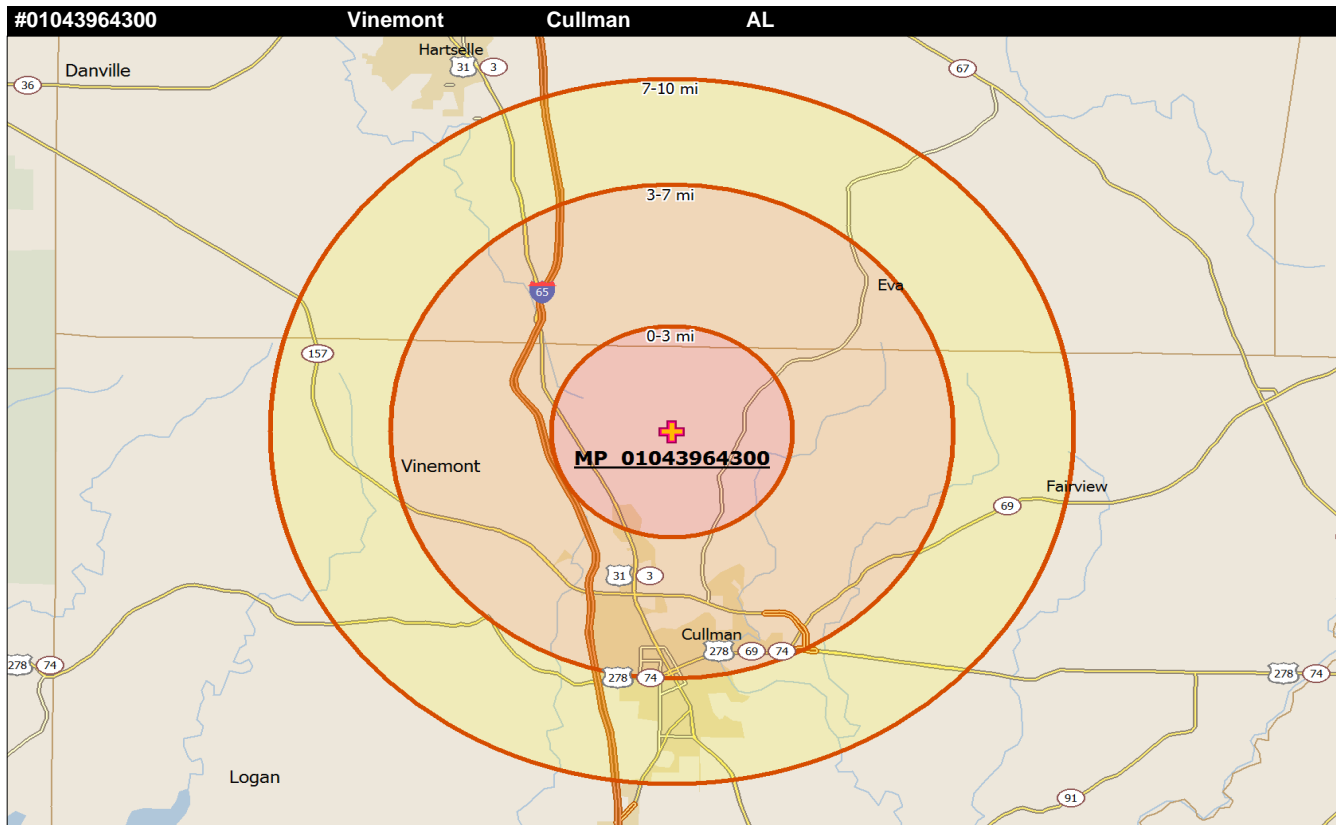 #01043964300 Vinemont Cullman AL
Hartselle
31 3
67
Danville
36
7-10 mi
3-7 mi
Eva
65
0-3 mi
157
MP 01043964300
Vinemont
Fairview
69
31 3
Cullman
278 69 74
278 74
278 74
278 74
Logan
91